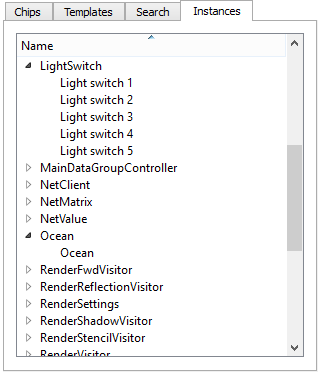 Chips Templates Search Instances
Name
LightSwitch
Light switch 1
Light switch 2
Light switch 3
Light switch 4
Light switch 5
MainDataGroupController
NetClient
NetMatrix
NetValue
Ocean
Ocean
RenderFwdVisitor
RenderReflectionVisitor
RenderSettings
RenderShadowVisitor
RenderStencilVisitor
RenderVisitor